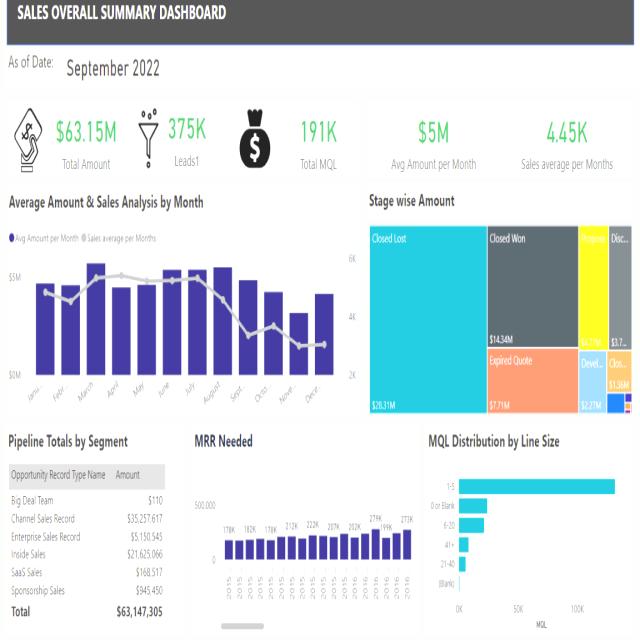 SALES OVERALL SUMMARY DASHBOARD
As of Date: September 2022
$63.15M
Total Amount
375K
Leads1
191K
Total MQL
$5M
Avg Amount per Month
4.45K
Sales average per Months
Average Amount & Sales Analysis by Month
Avg Amount per Month Sales average per Months
$5M
$0M
6K
4K
2K
Janu... Febr... March April May June July August Sept... Octo... Nove... Dece...
Stage wise Amount
Closed Lost
$28.31M
Closed Won
$14.34M
Expired Quote
$7.71M
Disc...
$3.7...
Devel...
$2.27M
Clos...
$1.36M
Pipeline Totals by Segment
Opportunity Record Type Name Amount
Big Deal Team $110
Channel Sales Record $35,257,617
Enterprise Sales Record $5,150,545
Inside Sales $21,625,066
SaaS Sales $168,517
Sponsorship Sales $945,450
Total $63,147,305
MRR Needed
500,000
0
178K 182K 178K 212K 222K 207K 202K 279K 199K 273K
2015 2015 2015 2015 2015 2015 2015 2015 2015 2015 2015 2015 2016 2016 2016 2016 2016 2016
MQL Distribution by Line Size
1-5
0 or Blank
6-20
41+
21-40
(Blank)
0K 50K 100K
MQL